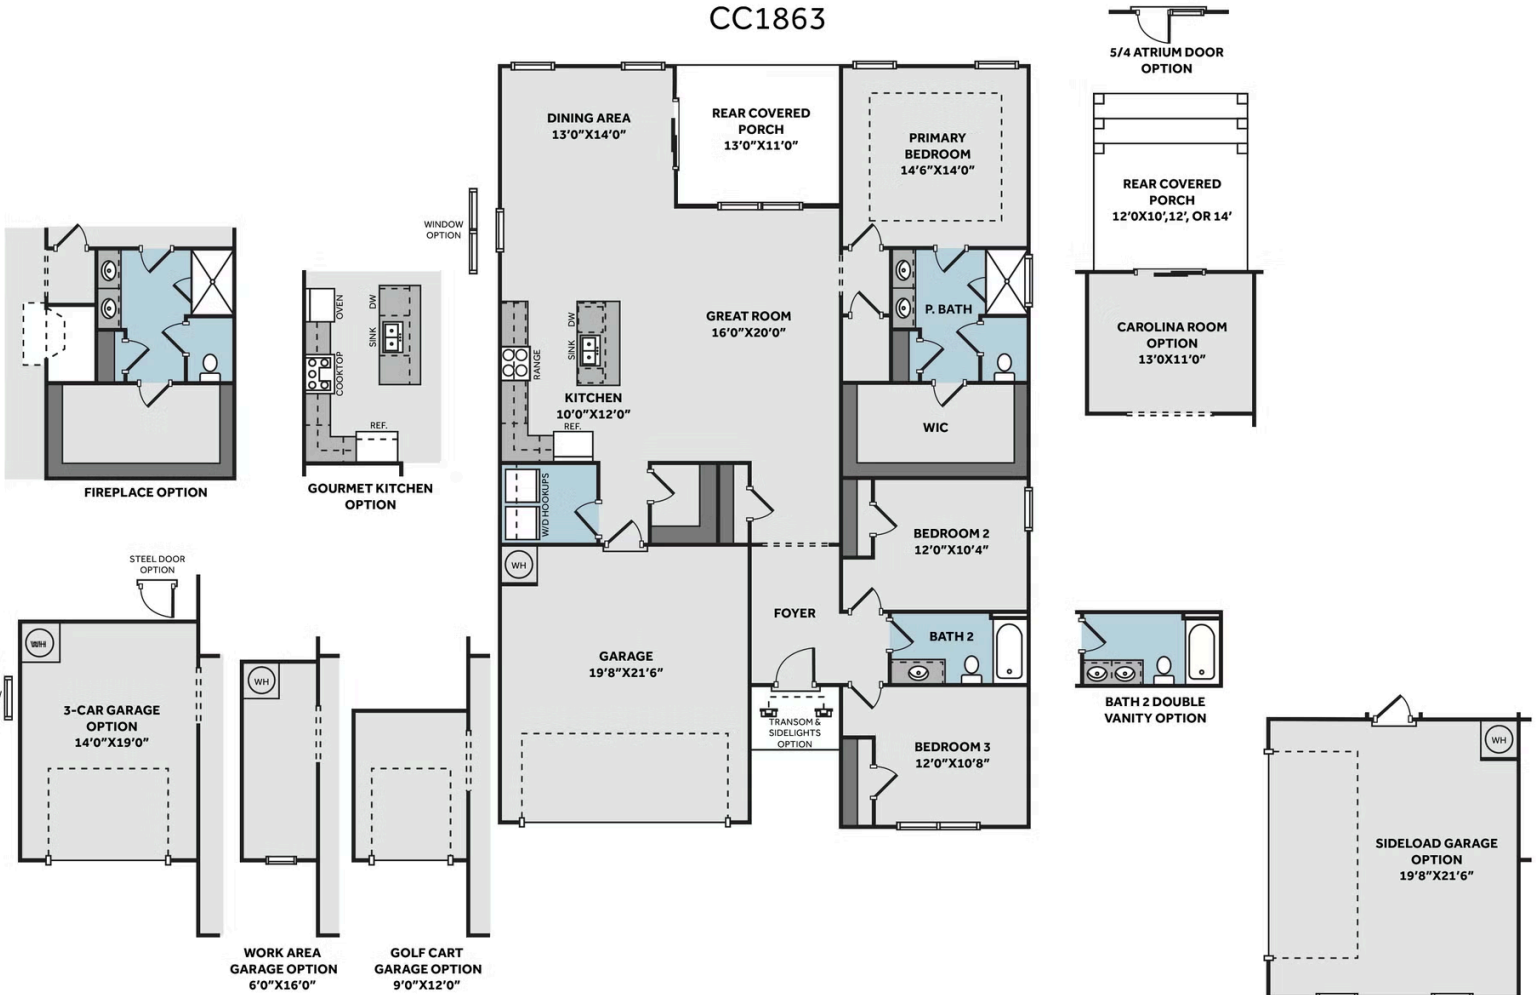 CC1863
5/4 ATRIUM DOOR
OPTION
DINING AREA
13'0"X14'0"
REAR COVERED
PORCH
13'0"X11'0"
PRIMARY
BEDROOM
14'6"X14'0"
REAR COVERED
PORCH
12'0X10',12', OR 14'
WINDOW
OPTION
OVEN
DW
SINK
COOKTOP
REF.
DW
SINK
RANGE
KITCHEN
10'0"X12'0"
REF.
GREAT ROOM
16'0"X20'0"
P. BATH
CAROLINA ROOM
OPTION
13'0X11'0"
WIC
FIREPLACE OPTION
GOURMET KITCHEN
OPTION
W/D HOOKUPS
BEDROOM 2
12'0"X10'4"
STEEL DOOR
OPTION
WH
WH
WH
FOYER
BATH 2
GARAGE
19'8"X21'6"
3-CAR GARAGE
OPTION
14'0"X19'0"
TRANSOM &
SIDELIGHTS
OPTION
BATH 2 DOUBLE
VANITY OPTION
BEDROOM 3
12'0"X10'8"
WH
SIDELOAD GARAGE
OPTION
19'8"X21'6"
WORK AREA
GARAGE OPTION
6'0"X16'0"
GOLF CART
GARAGE OPTION
9'0"X12'0"